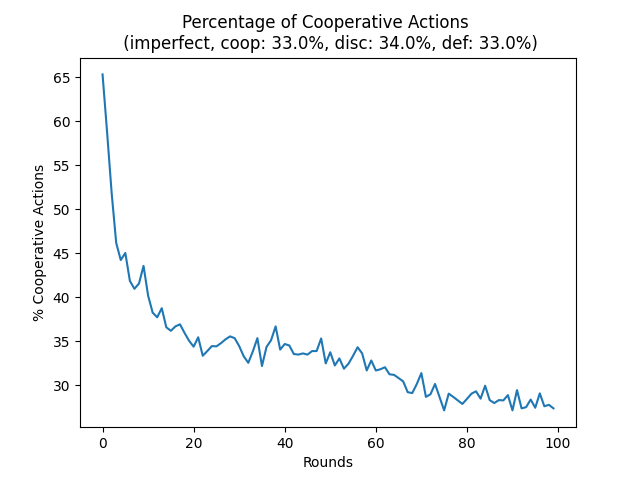 Percentage of Cooperative Actions
(imperfect, coop: 33.0%, disc: 34.0%, def: 33.0%)
65
60
55
50
45
40
35
30
% Cooperative Actions
0 20 40 60 80 100
Rounds